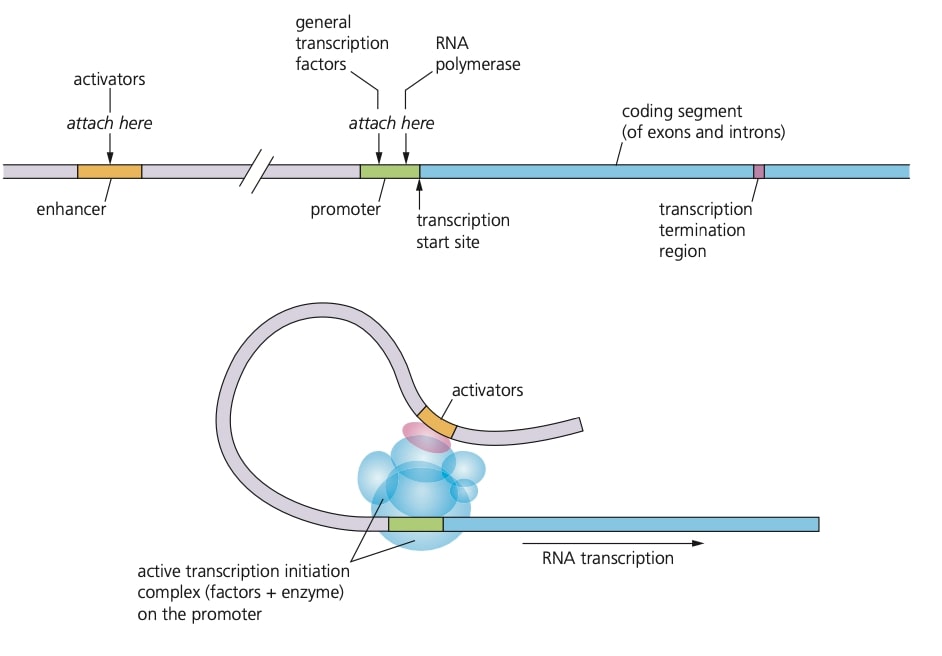 general
transcription
factors
RNA
polymerase
activators
attach here
attach here
coding segment
(of exons and introns)
enhancer
promoter
transcription
start site
transcription
termination
region
activators
RNA transcription
active transcription initiation
complex (factors + enzyme)
on the promoter